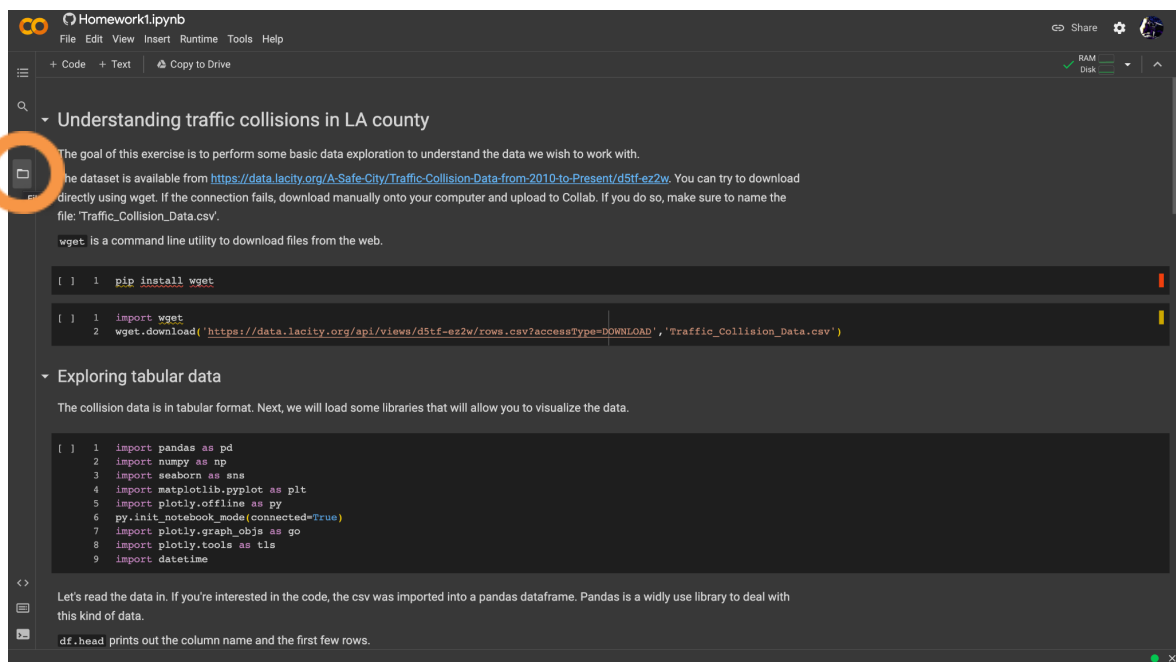 Homework1.ipynb
File Edit View Insert Runtime Tools Help
Share
+ Code + Text Copy to Drive
RAM
Disk
Understanding traffic collisions in LA county
The goal of this exercise is to perform some basic data exploration to understand the data we wish to work with.
he dataset is available from https://data.lacity.org/A-Safe-City/Traffic-Collision-Data-from-2010-to-Present/d5tf-ez2w. You can try to download
directly using wget. If the connection fails, download manually onto your computer and upload to Collab. If you do so, make sure to name the
file: 'Traffic_Collision_Data.csv'.
wget is a command line utility to download files from the web.
[ ] 1 pip install wget
[ ] 1 import wget
2 wget.download('https://data.lacity.org/api/views/d5tf-ez2w/rows.csv?accessType=DOWNLOAD','Traffic_Collision_Data.csv')
Exploring tabular data
The collision data is in tabular format. Next, we will load some libraries that will allow you to visualize the data.
[ ] 1 import pandas as pd
2 import numpy as np
3 import seaborn as sns
4 import matplotlib.pyplot as plt
5 import plotly.offline as py
6 py.init_notebook_mode(connected=True)
7 import plotly.graph_objs as go
8 import plotly.tools as tls
9 import datetime
Let's read the data in. If you're interested in the code, the csv was imported into a pandas dataframe. Pandas is a widly use library to deal with
this kind of data.
df.head prints out the column name and the first few rows.